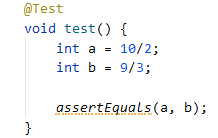 @Test
void test() {
    int a = 10/2;
    int b = 9/3;
    assertEquals(a, b);
}